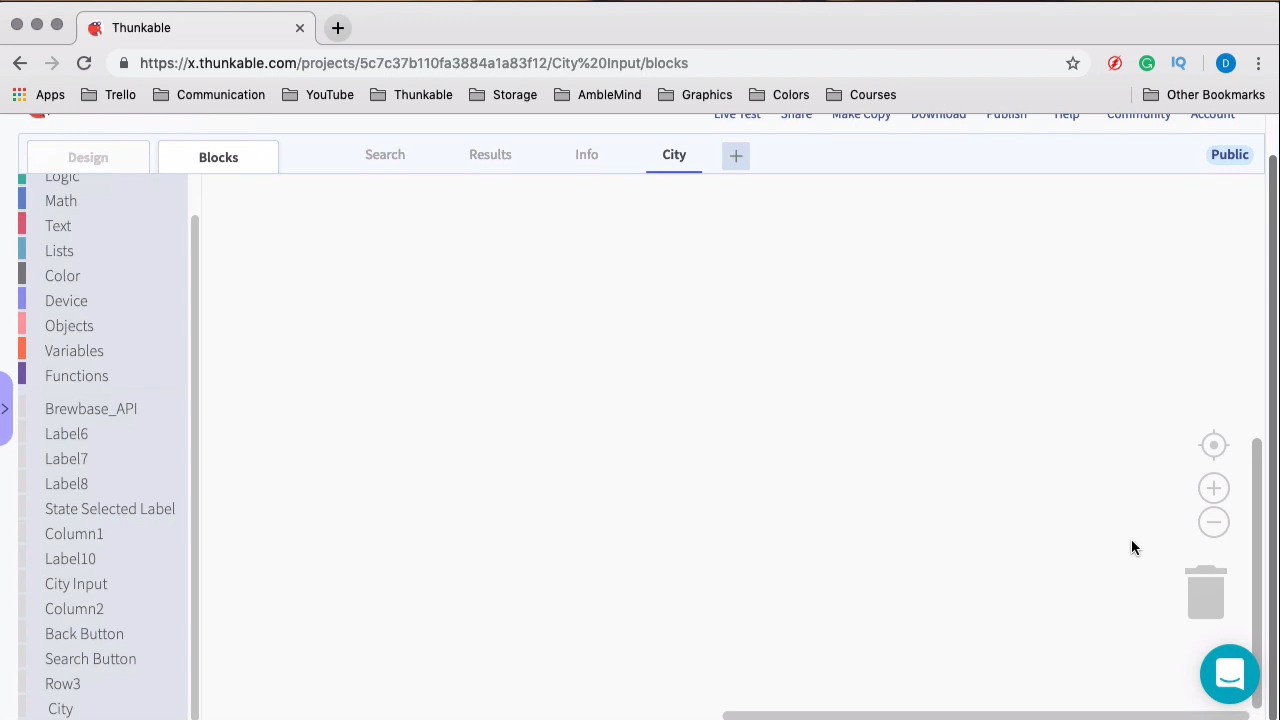 Thunkable
https://x.thunkable.com/projects/5c7c37b110fa3884a1a83f12/City%20Input/blocks
IQ
D
Apps Trello Communication YouTube Thunkable Storage AmbleMind Graphics Colors Courses Other Bookmarks
Live Test Share Make Copy Download Publish Help Community Account
Design Blocks Search Results Info City Public
Logic
Math
Text
Lists
Color
Device
Objects
Variables
Functions
Brewbase_API
Label6
Label7
Label8
State Selected Label
Column1
Label10
City Input
Column2
Back Button
Search Button
Row3
City